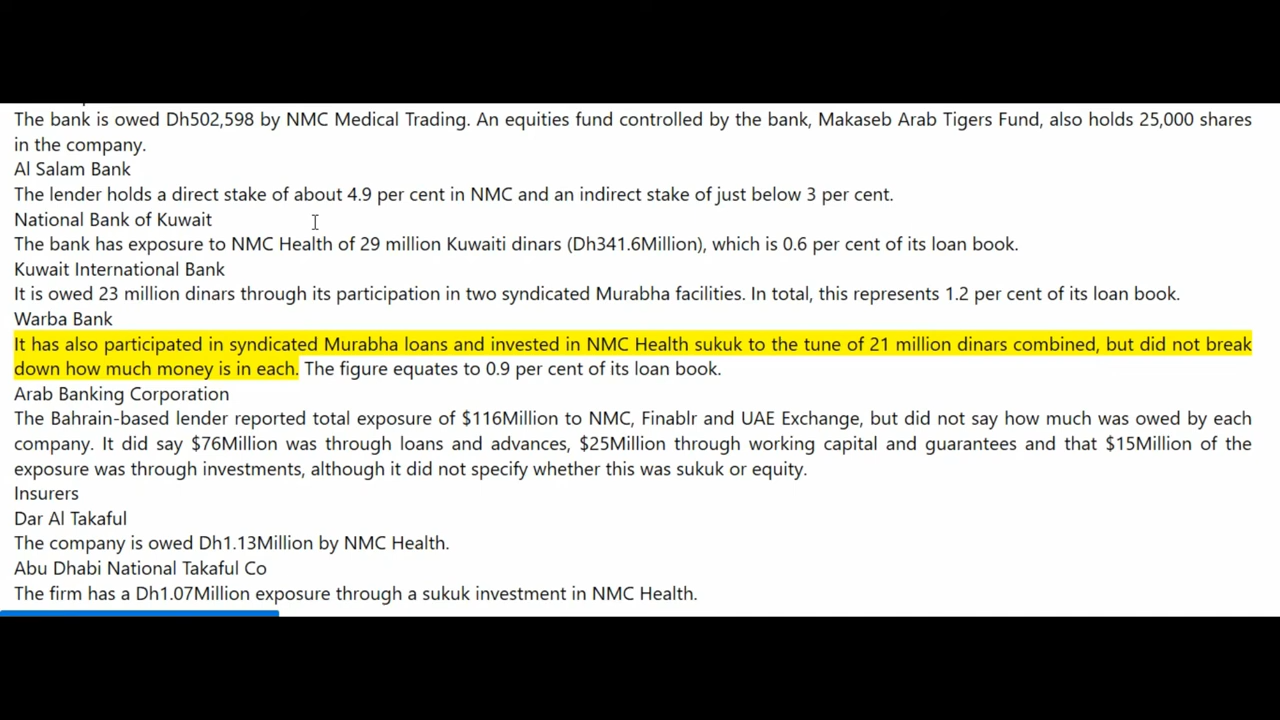 The bank is owed Dh502,598 by NMC Medical Trading. An equities fund controlled by the bank, Makaseb Arab Tigers Fund, also holds 25,000 shares
in the company.
Al Salam Bank
The lender holds a direct stake of about 4.9 per cent in NMC and an indirect stake of just below 3 per cent.
National Bank of Kuwait
The bank has exposure to NMC Health of 29 million Kuwaiti dinars (Dh341.6Million), which is 0.6 per cent of its loan book.
Kuwait International Bank
It is owed 23 million dinars through its participation in two syndicated Murabha facilities. In total, this represents 1.2 per cent of its loan book.
Warba Bank
It has also participated in syndicated Murabha loans and invested in NMC Health sukuk to the tune of 21 million dinars combined, but did not break
down how much money is in each. The figure equates to 0.9 per cent of its loan book.
Arab Banking Corporation
The Bahrain-based lender reported total exposure of $116Million to NMC, Finablr and UAE Exchange, but did not say how much was owed by each
company. It did say $76Million was through loans and advances, $25Million through working capital and guarantees and that $15Million of the
exposure was through investments, although it did not specify whether this was sukuk or equity.
Insurers
Dar Al Takaful
The company is owed Dh1.13Million by NMC Health.
Abu Dhabi National Takaful Co
The firm has a Dh1.07Million exposure through a sukuk investment in NMC Health.